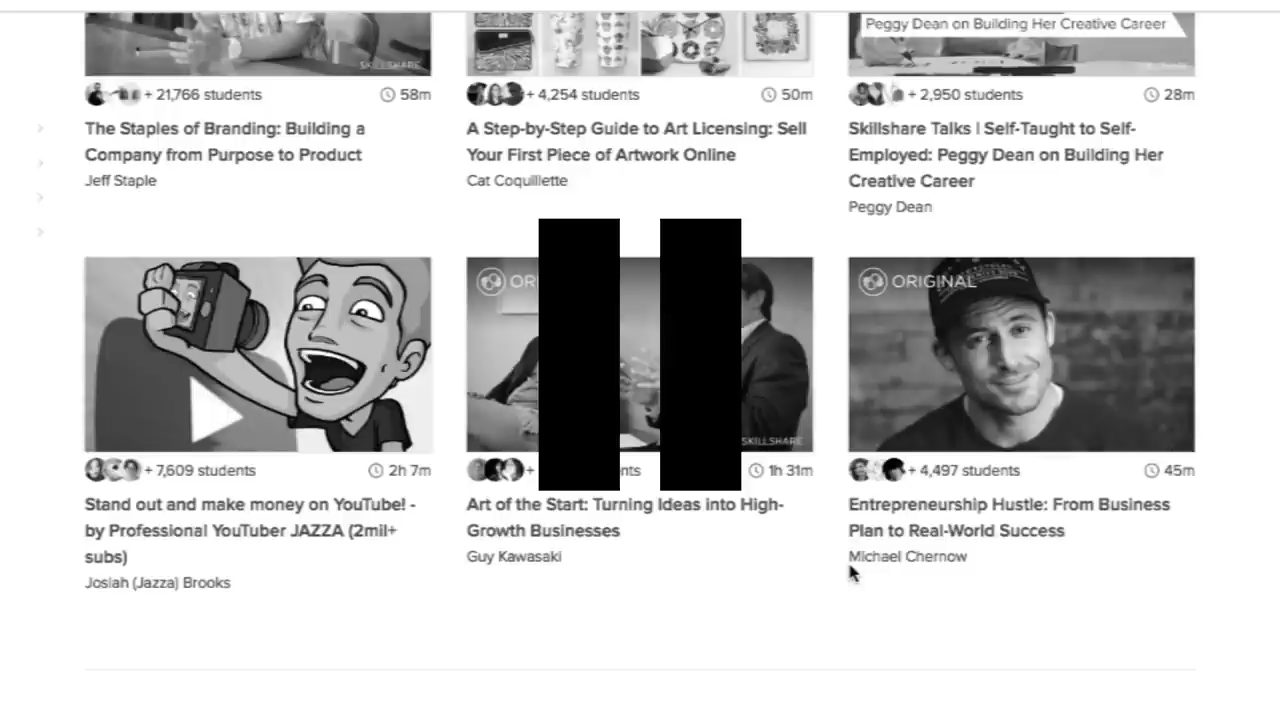 SKILLSHARE
Peggy Dean on Building Her Creative Career
+ 21,766 students
58m
+ 4,254 students
50m
+ 2,950 students
28m
The Staples of Branding: Building a
Company from Purpose to Product
Jeff Staple
A Step-by-Step Guide to Art Licensing: Sell
Your First Piece of Artwork Online
Cat Coquillette
Skillshare Talks | Self-Taught to Self-
Employed: Peggy Dean on Building Her
Creative Career
Peggy Dean
ORIGINAL
SKILLSHARE
+ 7,609 students
2h 7m
+
1h 31m
+ 4,497 students
45m
Stand out and make money on YouTube! -
by Professional YouTuber JAZZA (2mil+
subs)
Josiah (Jazza) Brooks
Art of the Start: Turning Ideas into High-
Growth Businesses
Guy Kawasaki
Entrepreneurship Hustle: From Business
Plan to Real-World Success
Michael Chernow